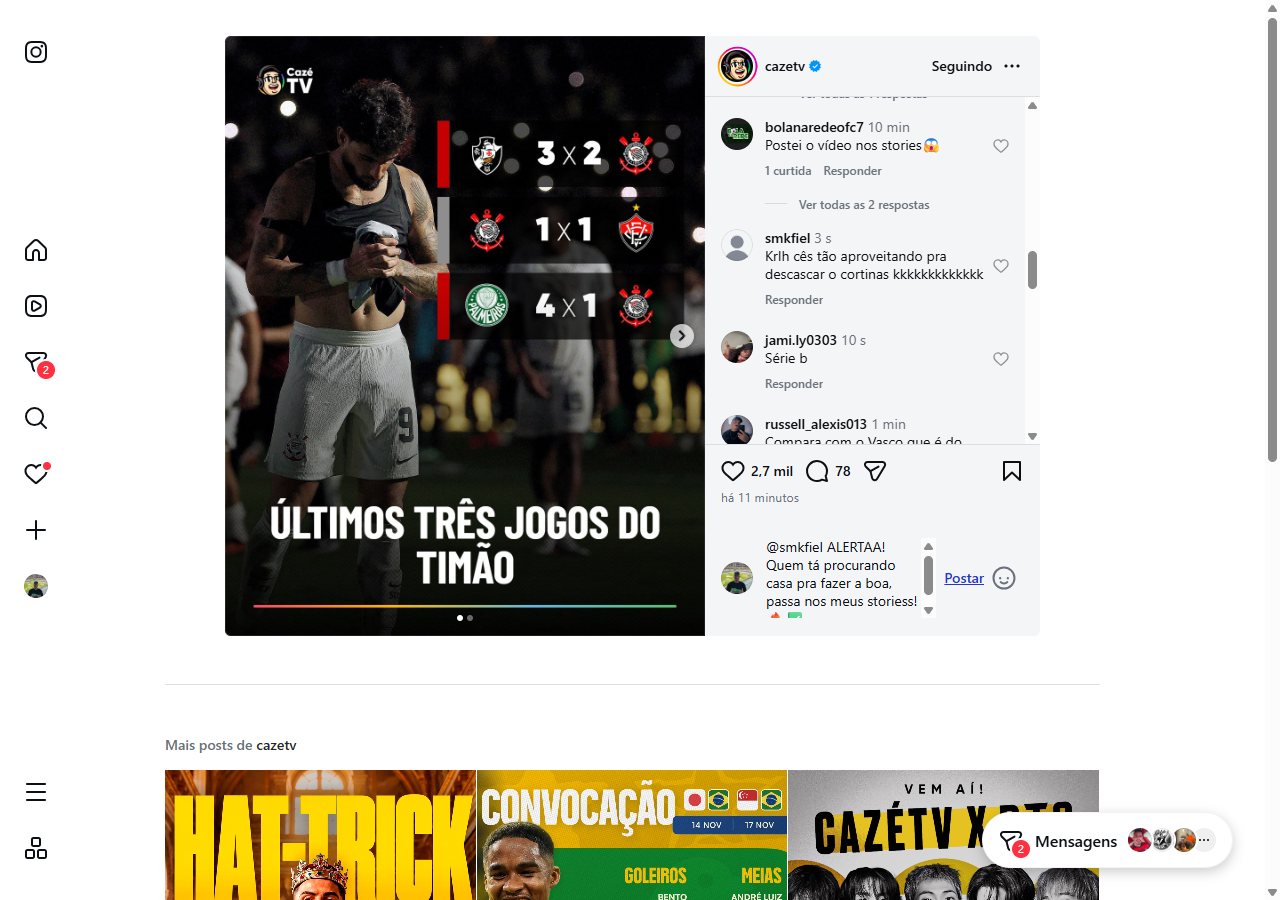 Cazé
TV
3 X 2
1 X 1
PALMEIRAS
4 X 1
9
ÚLTIMOS TRÊS JOGOS DO
TIMÃO
cazetv
Seguindo
bolanaredeofc7 10 min
Postei o vídeo nos stories😱
1 curtida Responder
Ver todas as 2 respostas
smkfiel 3 s
Krlh cês tão aproveitando pra
descascar o cortinas kkkkkkkkkkkkk
Responder
jami.ly0303 10 s
Série b
Responder
russell_alexis013 1 min
Compara com o Vasco que é do
2,7 mil 78
há 11 minutos
@smkfiel ALERTAA!
Quem tá procurando
casa pra fazer a boa,
passa nos meus storiess!
Postar
2
Mais posts de cazetv
HAT-TRICK
CONVOCAÇÃO
14 NOV 17 NOV
GOLEIROS MEIAS
BENTO ANDRÉ LUIZ
VEM AÍ!
CAZÉTV X
2
Mensagens